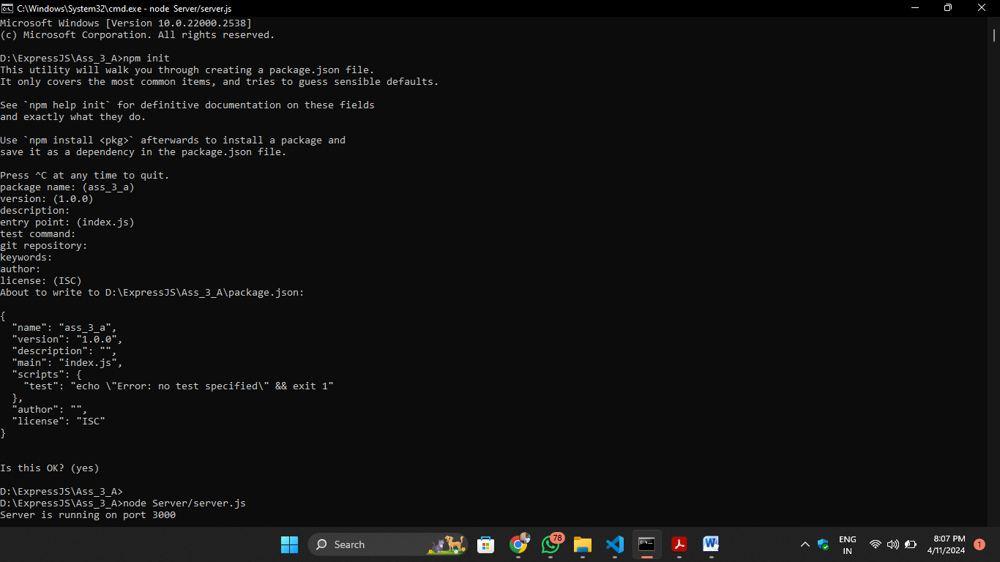 C:\Windows\System32\cmd.exe - node Server/server.js
Microsoft Windows [Version 10.0.22000.2538]
(c) Microsoft Corporation. All rights reserved.
D:\ExpressJS\Ass_3_A>npm init
This utility will walk you through creating a package.json file.
It only covers the most common items, and tries to guess sensible defaults.
See `npm help init` for definitive documentation on these fields
and exactly what they do.
Use `npm install <pkg>` afterwards to install a package and
save it as a dependency in the package.json file.
Press ^C at any time to quit.
package name: (ass_3_a)
version: (1.0.0)
description:
entry point: (index.js)
test command:
git repository:
keywords:
author:
license: (ISC)
About to write to D:\ExpressJS\Ass_3_A\package.json:
{
  "name": "ass_3_a",
  "version": "1.0.0",
  "description": "",
  "main": "index.js",
  "scripts": {
    "test": "echo \"Error: no test specified\" && exit 1"
  },
  "author": "",
  "license": "ISC"
}
Is this OK? (yes)
D:\ExpressJS\Ass_3_A>
D:\ExpressJS\Ass_3_A>node Server/server.js
Server is running on port 3000
Search
78
ENG
IN
8:07 PM
4/11/2024
1